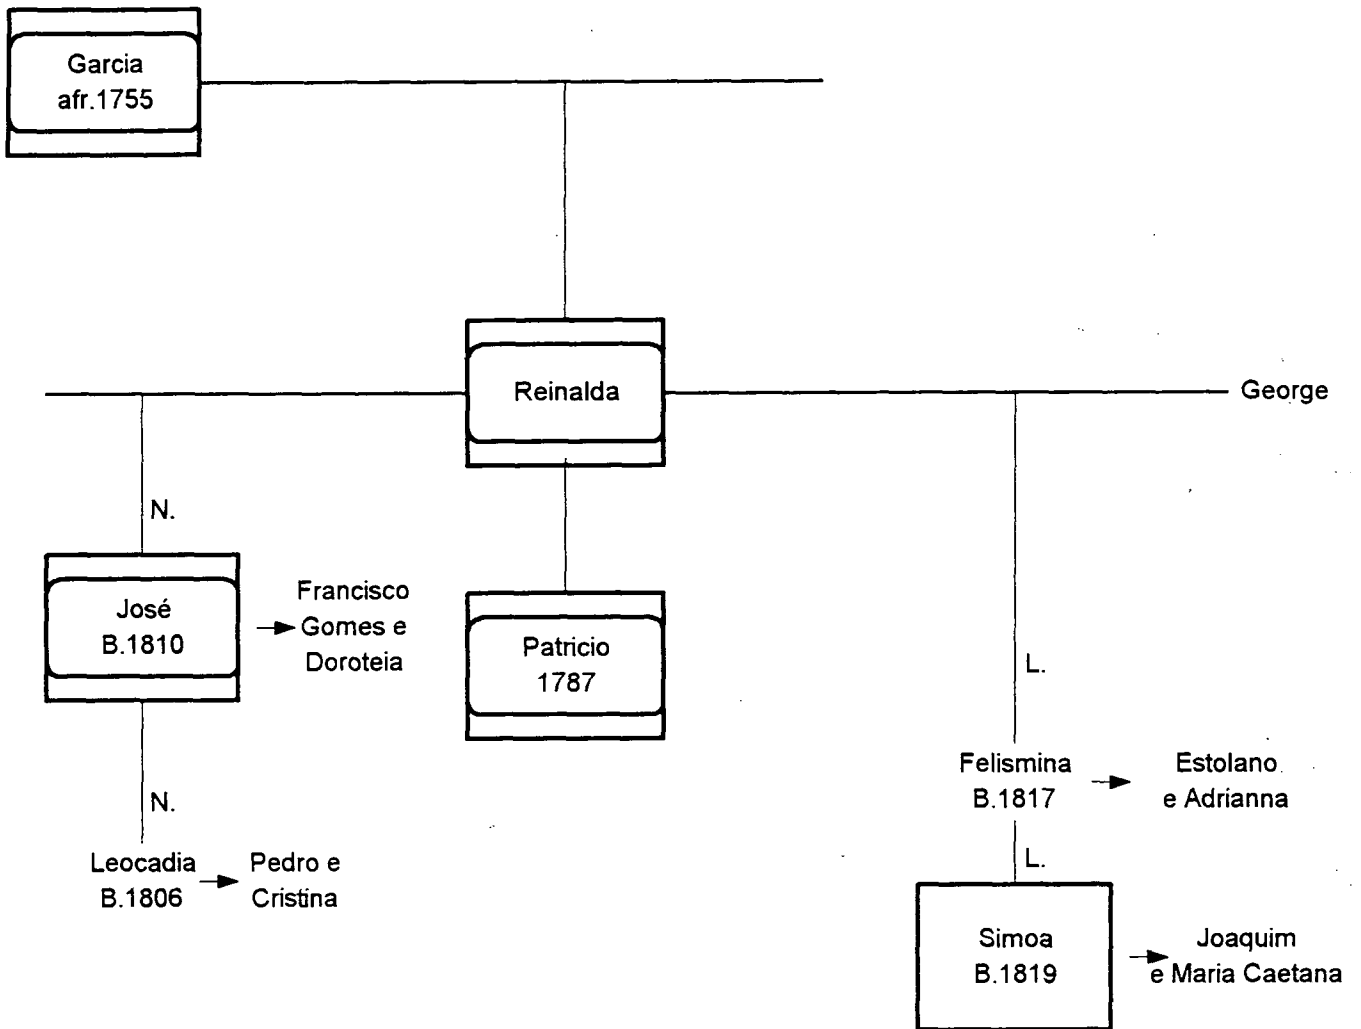 Garcia
afr.1755
Reinalda
George
N.
José
B.1810
Francisco
Gomes e
Doroteia
Patricio
1787
L.
Felismina
B.1817
Estolano
e Adrianna
N.
Leocadia
B.1806
Pedro e
Cristina
L.
Simoa
B.1819
Joaquim
e Maria Caetana